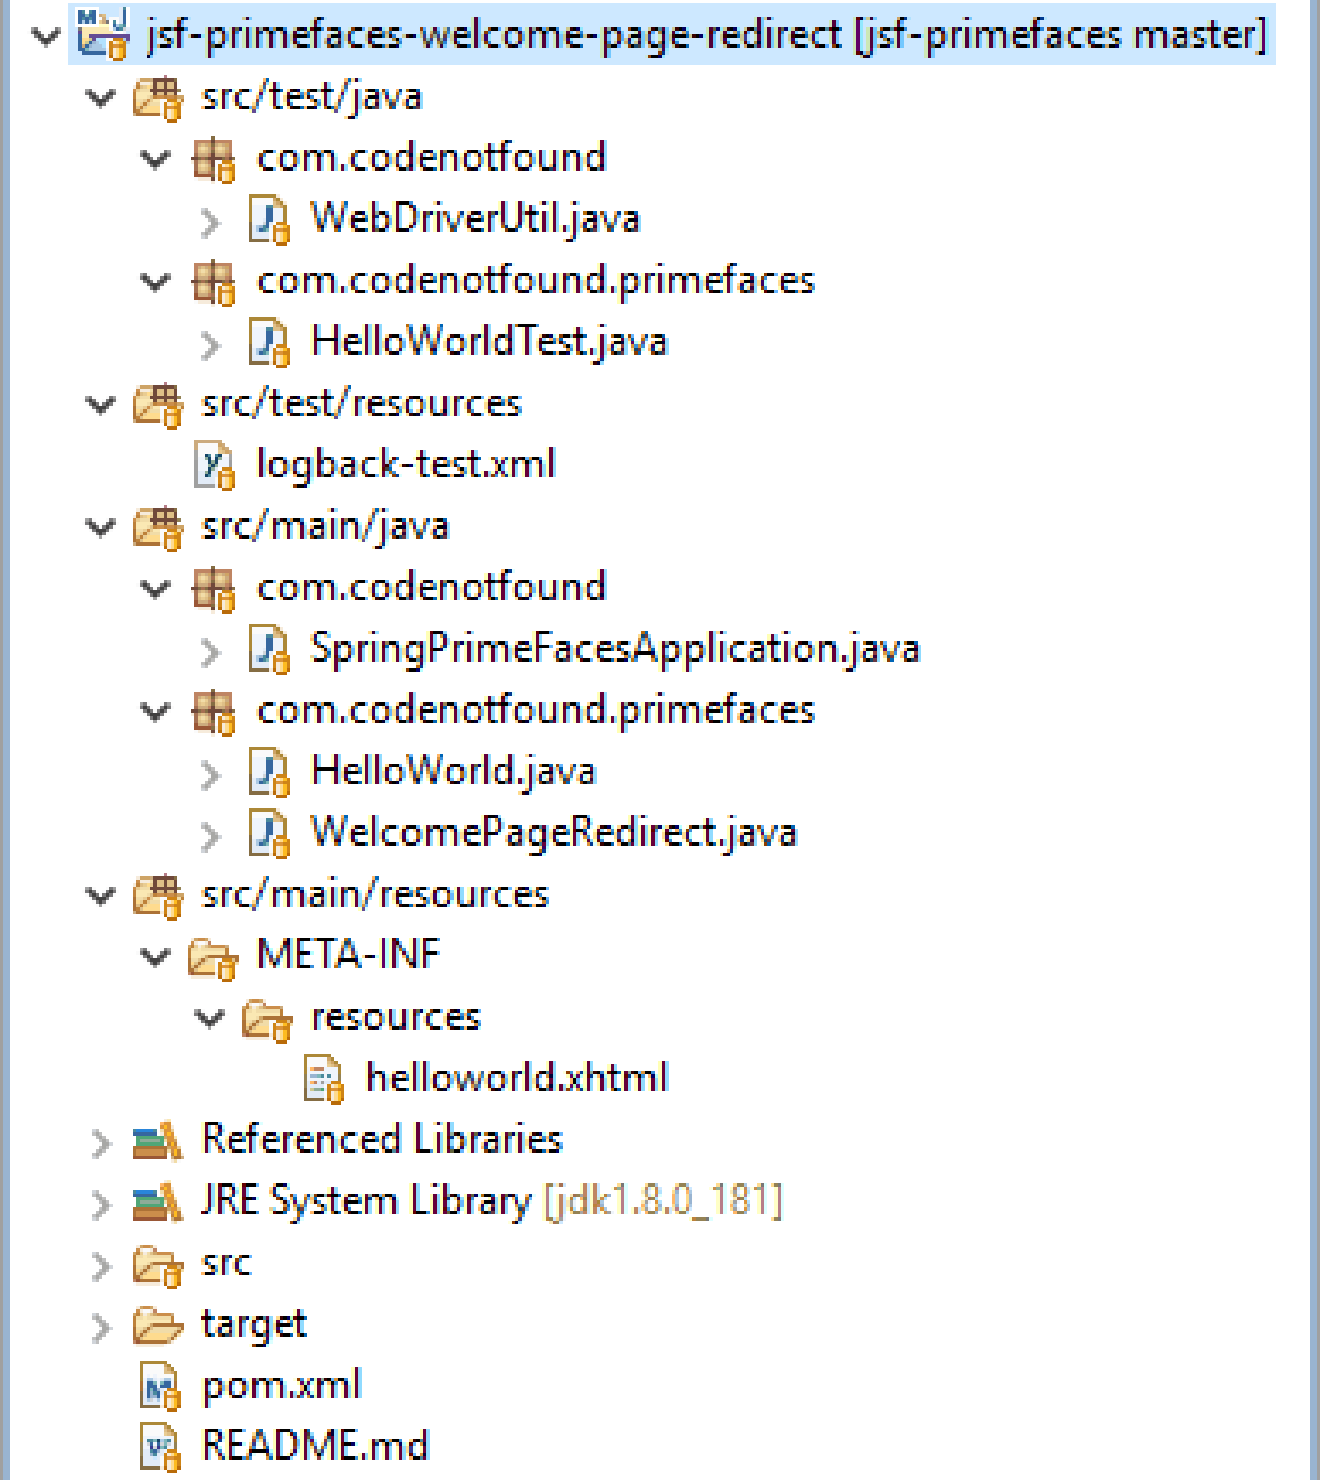 jsf-primefaces-welcome-page-redirect [jsf-primefaces master]
src/test/java
com.codenotfound
WebDriverUtil.java
com.codenotfound.primefaces
HelloWorldTest.java
src/test/resources
logback-test.xml
src/main/java
com.codenotfound
SpringPrimeFacesApplication.java
com.codenotfound.primefaces
HelloWorld.java
WelcomePageRedirect.java
src/main/resources
META-INF
resources
helloworld.xhtml
Referenced Libraries
JRE System Library [jdk1.8.0_181]
src
target
pom.xml
README.md